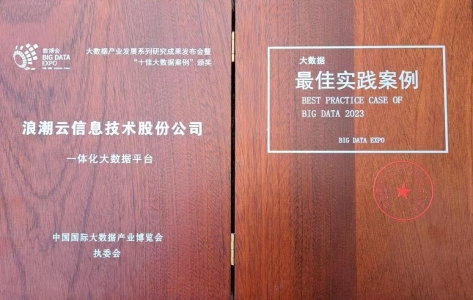 数博会
BIG DATA
EXPO
大数据产业发展系列研究成果发布会暨
“十佳大数据案例”颁奖
浪潮云信息技术股份公司
一体化大数据平台
中国国际大数据产业博览会
执委会
大数据
最佳实践案例
BEST PRACTICE CASE OF
BIG DATA 2023
BIG DATA EXPO